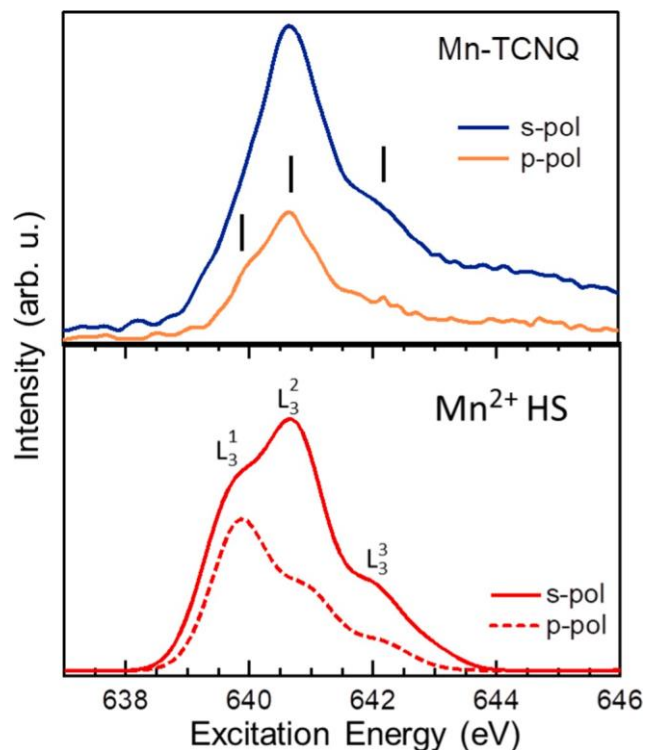 Mn-TCNQ
s-pol
p-pol
Intensity (arb. u.)
L₃¹
L₃²
L₃³
Mn²⁺ HS
s-pol
p-pol
638 640 642 644 646
Excitation Energy (eV)